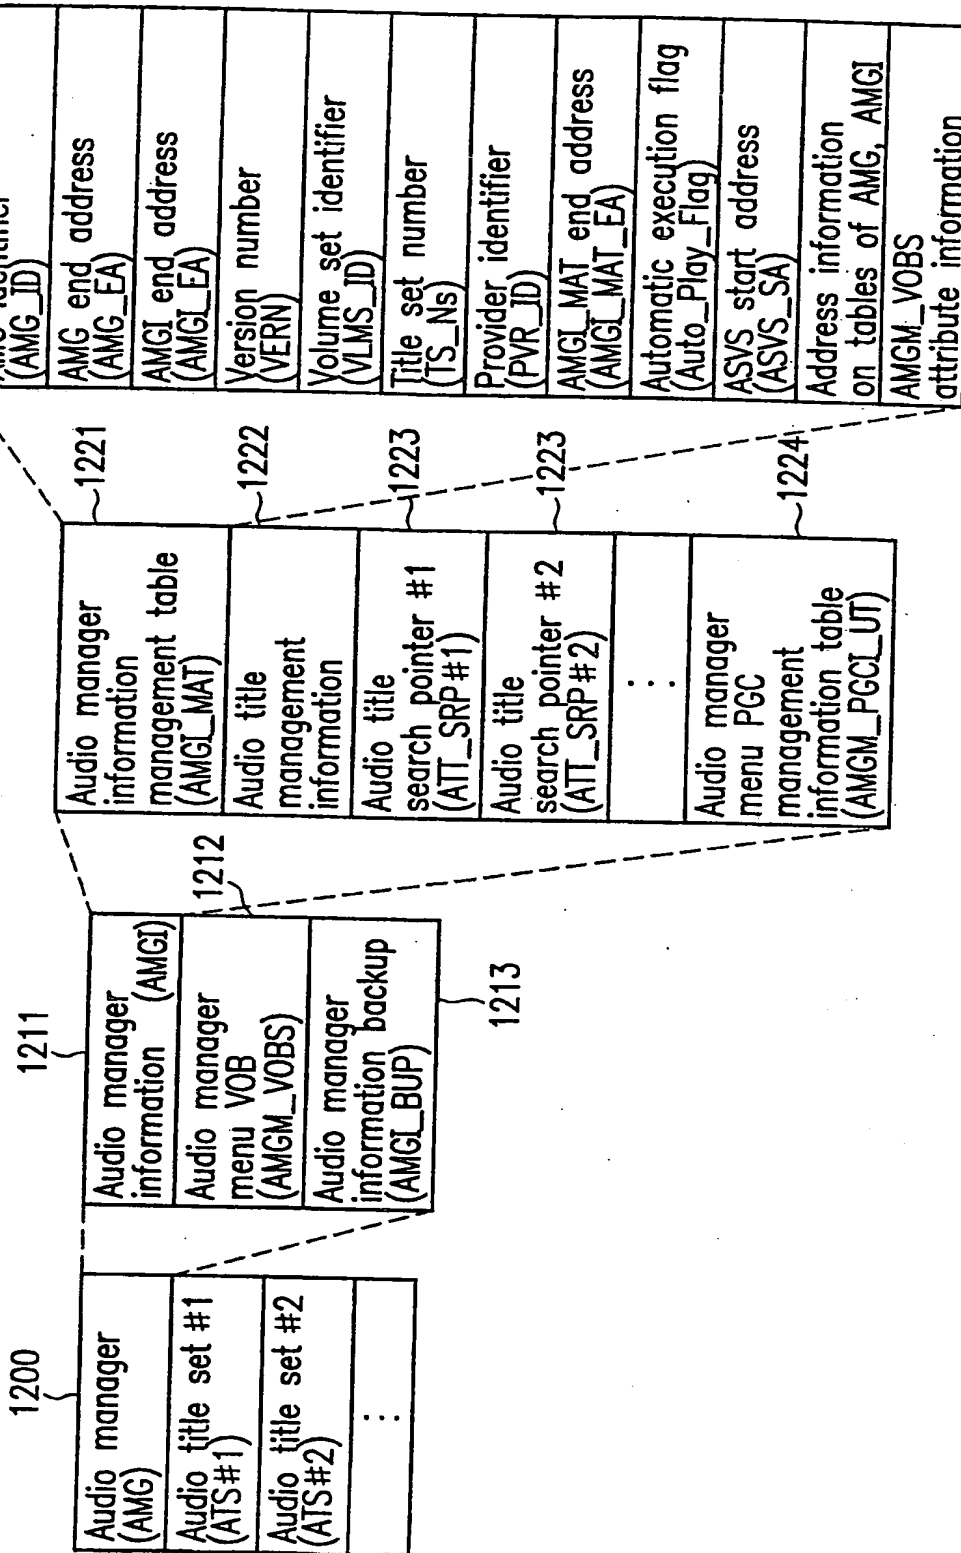 1200
Audio manager
(AMG)
Audio title set #1
(ATS#1)
Audio title set #2
(ATS#2)
...
1211
Audio manager
information (AMGI)
Audio manager
menu VOB
(AMGM_VOBS)
1212
Audio manager
information backup
(AMGI_BUP)
1213
Audio manager
information
management table
(AMGI_MAT)
1221
Audio title
management
information
1222
Audio title
search pointer #1
(ATT_SRP#1)
1223
Audio title
search pointer #2
(ATT_SRP#2)
1223
...
Audio manager
menu PGC
management
information table
(AMGM_PGCI_UT)
1224
(AMG_ID)
AMG end address
(AMG_EA)
AMGI end address
(AMGI_EA)
Version number
(VERN)
Volume set identifier
(VLMS_ID)
Title set number
(TS_Ns)
Provider identifier
(PVR_ID)
AMGI_MAT end address
(AMGI_MAT_EA)
Automatic execution flag
(Auto_Play_Flag)
ASVS start address
(ASVS_SA)
Address information
on tables of AMG, AMGI
AMGM_VOBS
attribute information